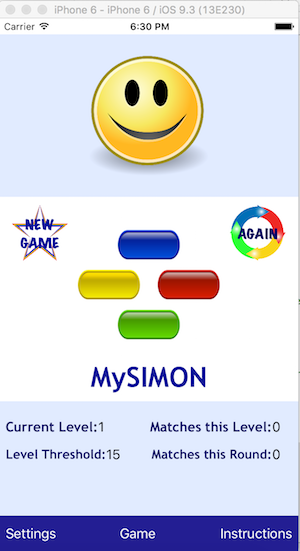 iPhone 6 - iPhone 6 / iOS 9.3 (13E230)
Carrier 6:30 PM
NEW
GAME
AGAIN
MySIMON
Current Level:1 Matches this Level:0
Level Threshold:15 Matches this Round:0
Settings Game Instructions